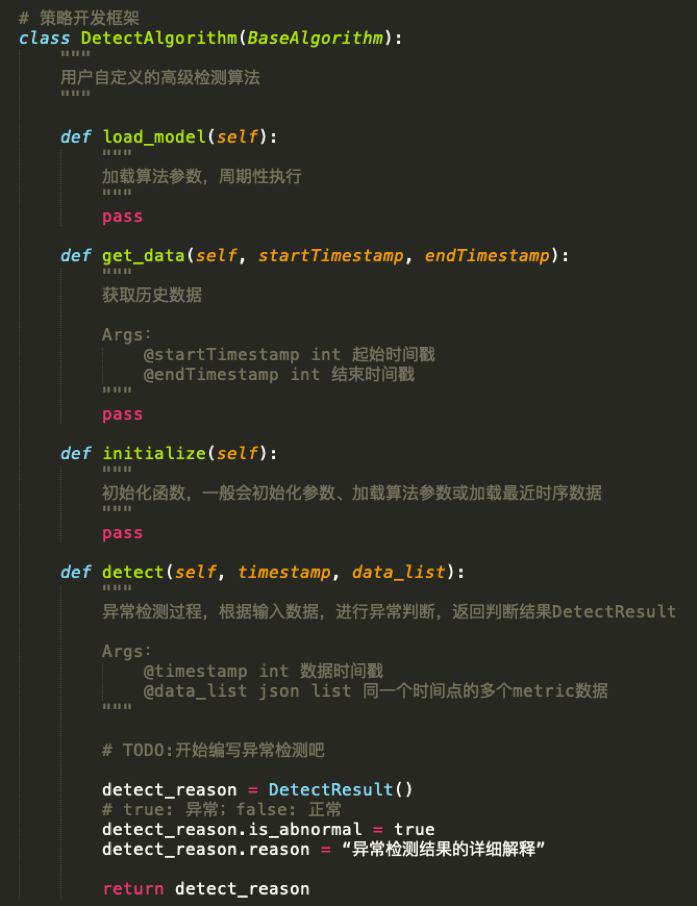 # 策略开发框架
class DetectAlgorithm(BaseAlgorithm):
    """
    用户自定义的高级检测算法
    """

    def load_model(self):
        """
        加载算法参数，周期性执行
        """
        pass

    def get_data(self, startTimestamp, endTimestamp):
        """
        获取历史数据

        Args:
            @startTimestamp int 起始时间戳
            @endTimestamp int 结束时间戳
        """
        pass

    def initialize(self):
        """
        初始化函数，一般会初始化参数、加载算法参数或加载最近时序数据
        """
        pass

    def detect(self, timestamp, data_list):
        """
        异常检测过程，根据输入数据，进行异常判断，返回判断结果DetectResult

        Args:
            @timestamp int 数据时间戳
            @data_list json list 同一个时间点的多个metric数据
        """

        # TODO:开始编写异常检测吧

        detect_reason = DetectResult()
        # true: 异常；false: 正常
        detect_reason.is_abnormal = true
        detect_reason.reason = “异常检测结果的详细解释”

        return detect_reason